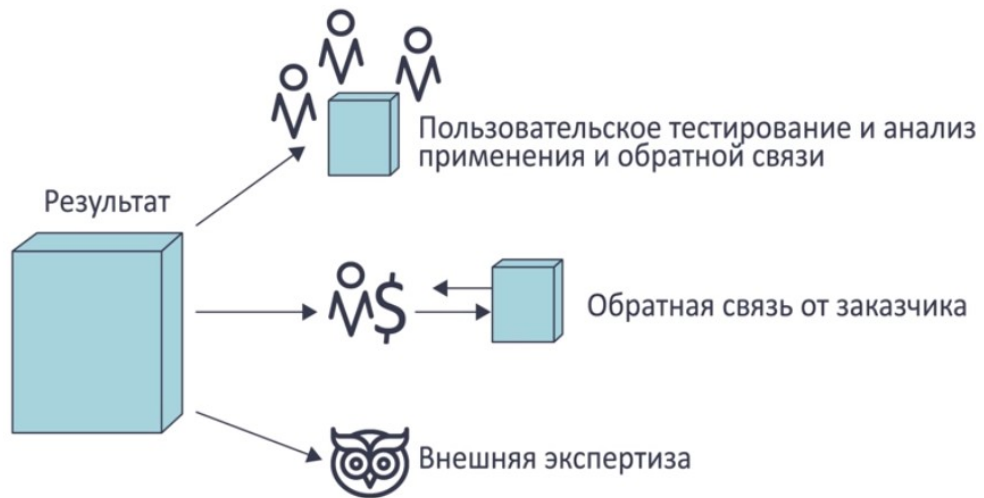 Пользовательское тестирование и анализ
применения и обратной связи
Результат
$
Обратная связь от заказчика
Внешняя экспертиза